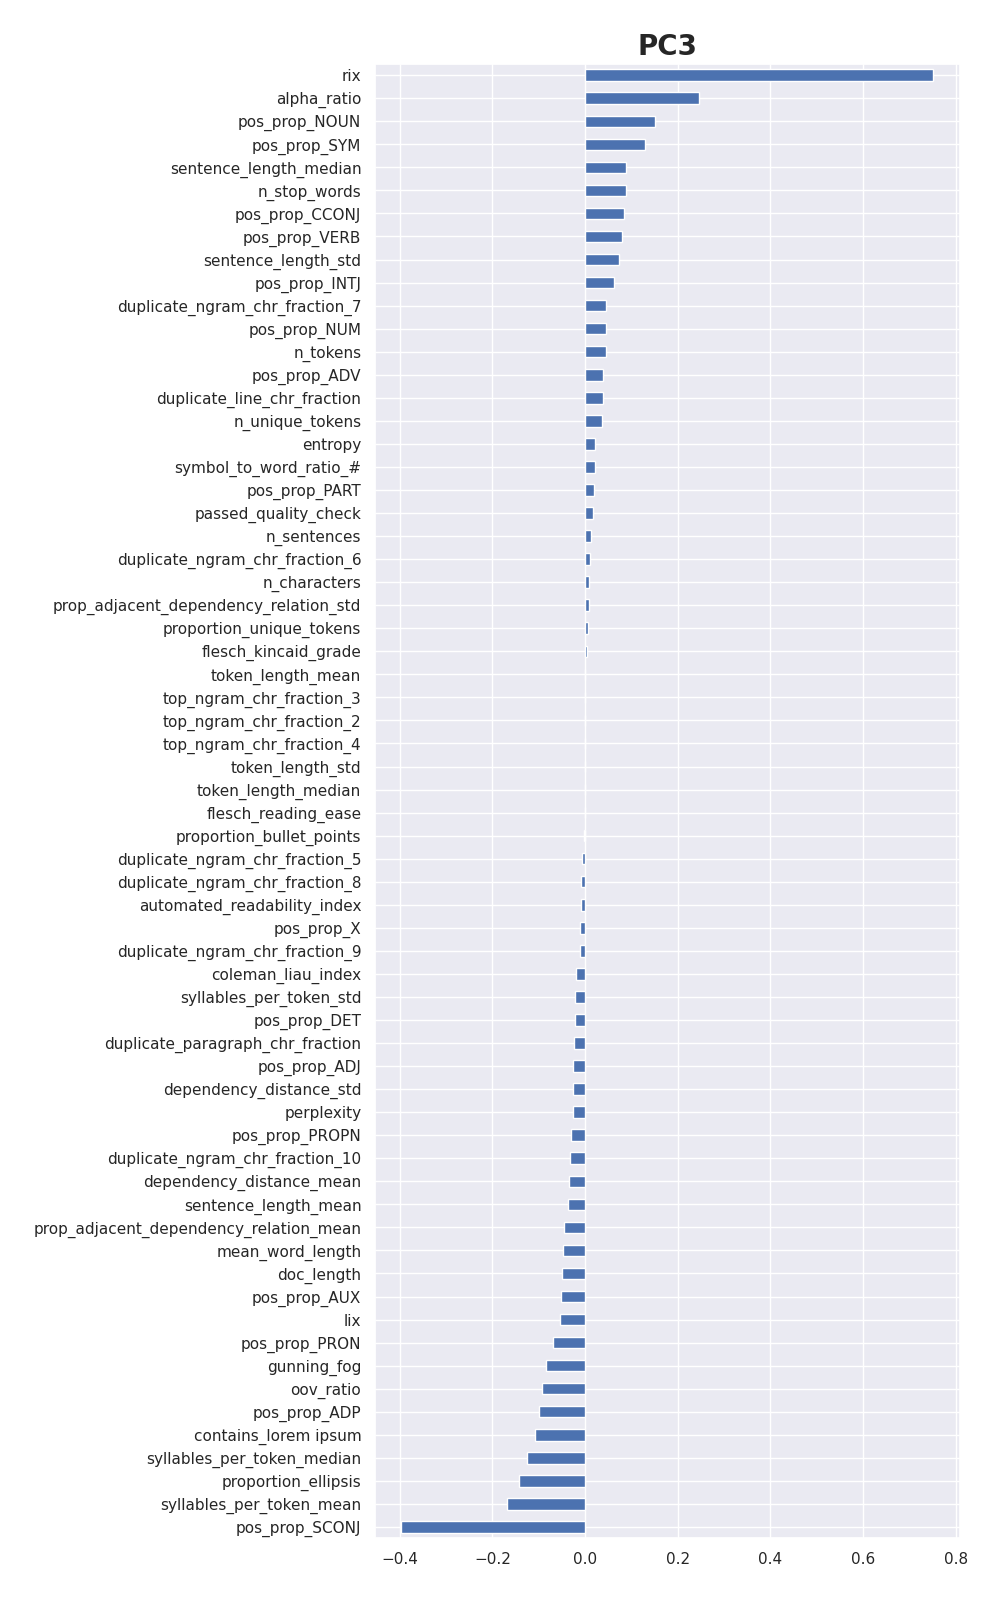 PC3
rix
alpha_ratio
pos_prop_NOUN
pos_prop_SYM
sentence_length_median
n_stop_words
pos_prop_CCONJ
pos_prop_VERB
sentence_length_std
pos_prop_INTJ
duplicate_ngram_chr_fraction_7
pos_prop_NUM
n_tokens
pos_prop_ADV
duplicate_line_chr_fraction
n_unique_tokens
entropy
symbol_to_word_ratio_#
pos_prop_PART
passed_quality_check
n_sentences
duplicate_ngram_chr_fraction_6
n_characters
prop_adjacent_dependency_relation_std
proportion_unique_tokens
flesch_kincaid_grade
token_length_mean
top_ngram_chr_fraction_3
top_ngram_chr_fraction_2
top_ngram_chr_fraction_4
token_length_std
token_length_median
flesch_reading_ease
proportion_bullet_points
duplicate_ngram_chr_fraction_5
duplicate_ngram_chr_fraction_8
automated_readability_index
pos_prop_X
duplicate_ngram_chr_fraction_9
coleman_liau_index
syllables_per_token_std
pos_prop_DET
duplicate_paragraph_chr_fraction
pos_prop_ADJ
dependency_distance_std
perplexity
pos_prop_PROPN
duplicate_ngram_chr_fraction_10
dependency_distance_mean
sentence_length_mean
prop_adjacent_dependency_relation_mean
mean_word_length
doc_length
pos_prop_AUX
lix
pos_prop_PRON
gunning_fog
oov_ratio
pos_prop_ADP
contains_lorem ipsum
syllables_per_token_median
proportion_ellipsis
syllables_per_token_mean
pos_prop_SCONJ
−0.4 −0.2 0.0 0.2 0.4 0.6 0.8